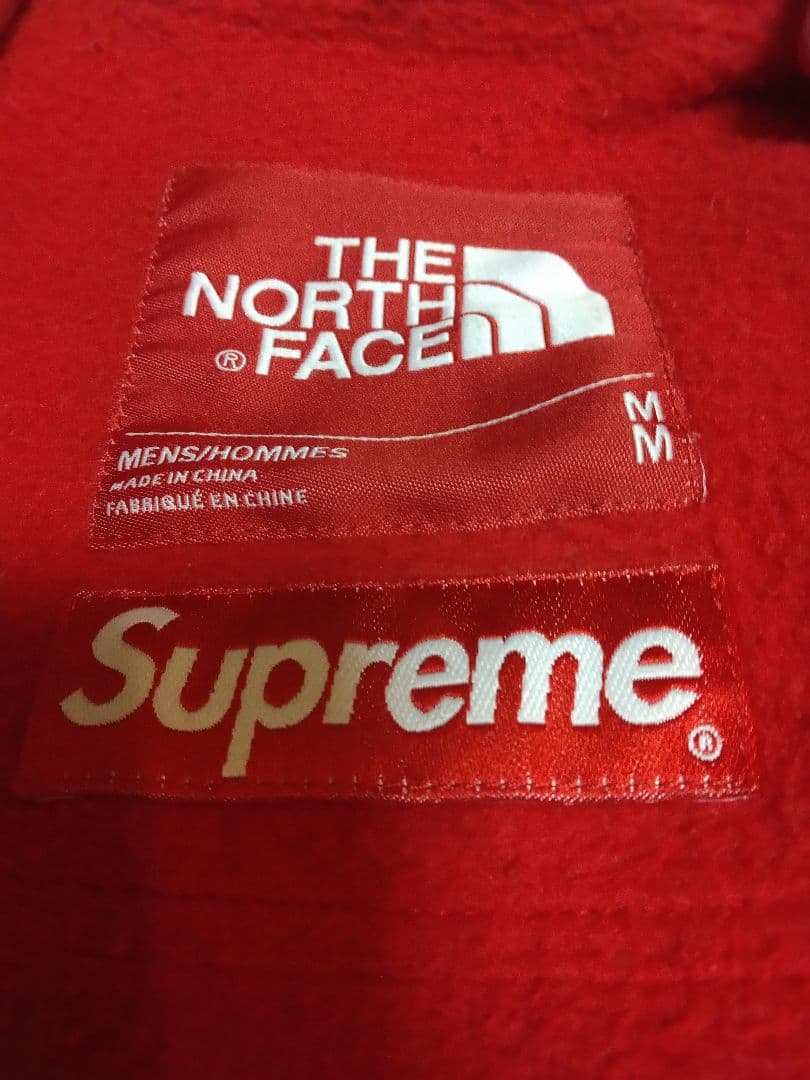 THE
NORTH
® FACE
M
M
MENS/HOMMES
MADE IN CHINA
FABRIQUÉ EN CHINE
Supreme
®